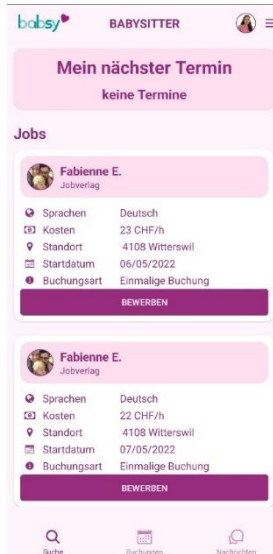 babsy
BABYSITTER
Mein nächster Termin
keine Termine
Jobs
Fabienne E.
Jobverlag
Sprachen Deutsch
Kosten 23 CHF/h
Standort 4108 Witterswil
Startdatum 06/05/2022
Buchungsart Einmalige Buchung
BEWERBEN
Fabienne E.
Jobverlag
Sprachen Deutsch
Kosten 22 CHF/h
Standort 4108 Witterswil
Startdatum 07/05/2022
Buchungsart Einmalige Buchung
BEWERBEN
Suche Buchungen Nachrichten